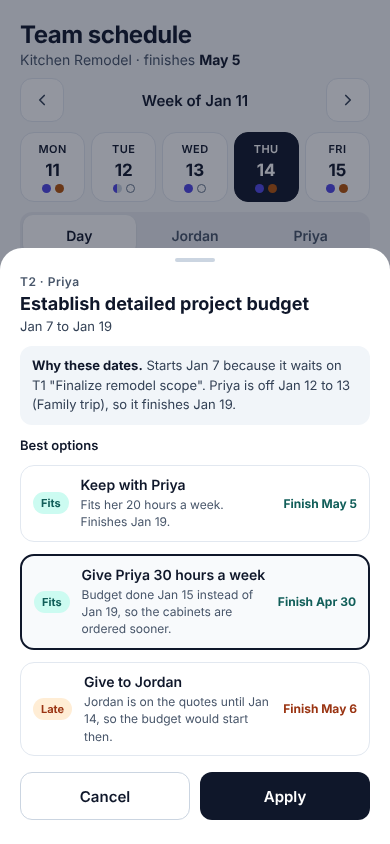 Team schedule
Kitchen Remodel · finishes May 5
Week of Jan 11
MON TUE WED THU FRI
11 12 13 14 15
Day Jordan Priya
T2 · Priya
Establish detailed project budget
Jan 7 to Jan 19
Why these dates. Starts Jan 7 because it waits on
T1 "Finalize remodel scope". Priya is off Jan 12 to 13
(Family trip), so it finishes Jan 19.
Best options
Keep with Priya
Fits
Fits her 20 hours a week.
Finishes Jan 19.
Finish May 5
Give Priya 30 hours a week
Fits
Budget done Jan 15 instead of
Jan 19, so the cabinets are
ordered sooner.
Finish Apr 30
Give to Jordan
Late
Jordan is on the quotes until Jan
14, so the budget would start
then.
Finish May 6
Cancel Apply